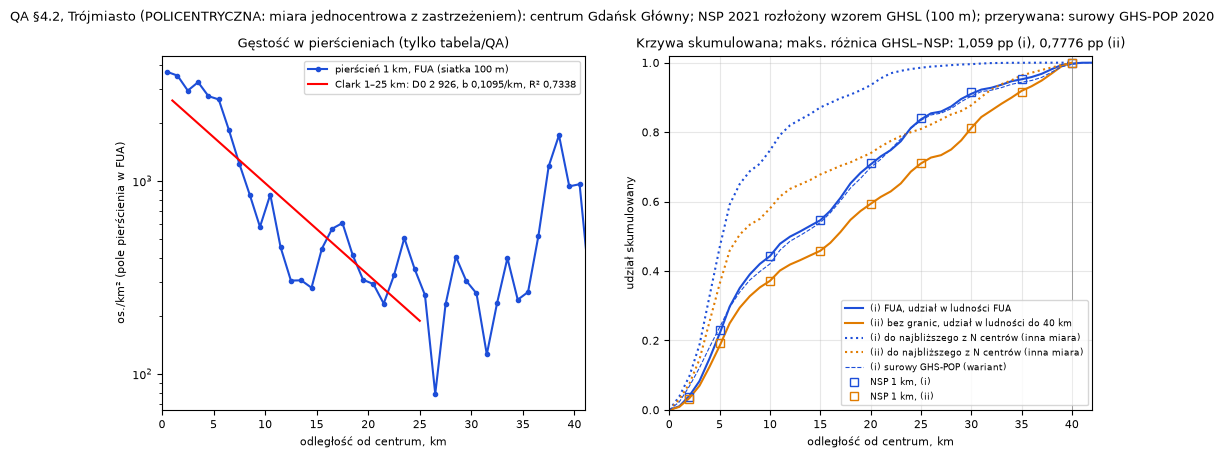 QA §4.2, Trójmiasto (POLICENTRYCZNA: miara jednocentrowa z zastrzeżeniem): centrum Gdańsk Główny; NSP 2021 rozłożony wzorem GHSL (100 m); przerywana: surowy GHS-POP 2020
Gęstość w pierścieniach (tylko tabela/QA)
os./km² (pole pierścienia w FUA)
10³
10²
pierścień 1 km, FUA (siatka 100 m)
Clark 1–25 km: D0 2 926, b 0,1095/km, R² 0,7338
0 5 10 15 20 25 30 35 40
odległość od centrum, km
Krzywa skumulowana; maks. różnica GHSL–NSP: 1,059 pp (i), 0,7776 pp (ii)
udział skumulowany
1.0
0.8
0.6
0.4
0.2
0.0
(i) FUA, udział w ludności FUA
(ii) bez granic, udział w ludności do 40 km
(i) do najbliższego z N centrów (inna miara)
(ii) do najbliższego z N centrów (inna miara)
(i) surowy GHS-POP (wariant)
NSP 1 km, (i)
NSP 1 km, (ii)
0 5 10 15 20 25 30 35 40
odległość od centrum, km